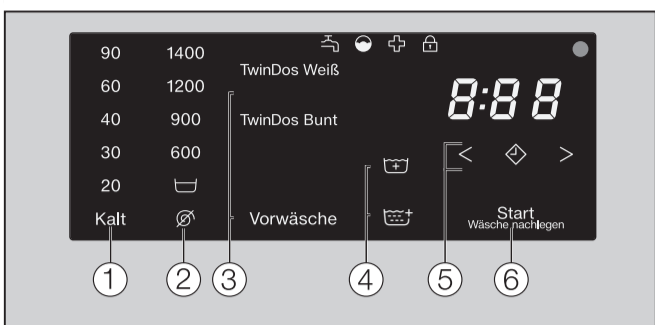 90 1400
TwinDos Weiß
60 1200
8:88
40 900 TwinDos Bunt
30 600
< >
20
Kalt Vorwäsche Start
Wäsche nachlegen
1 2 3 4 5 6